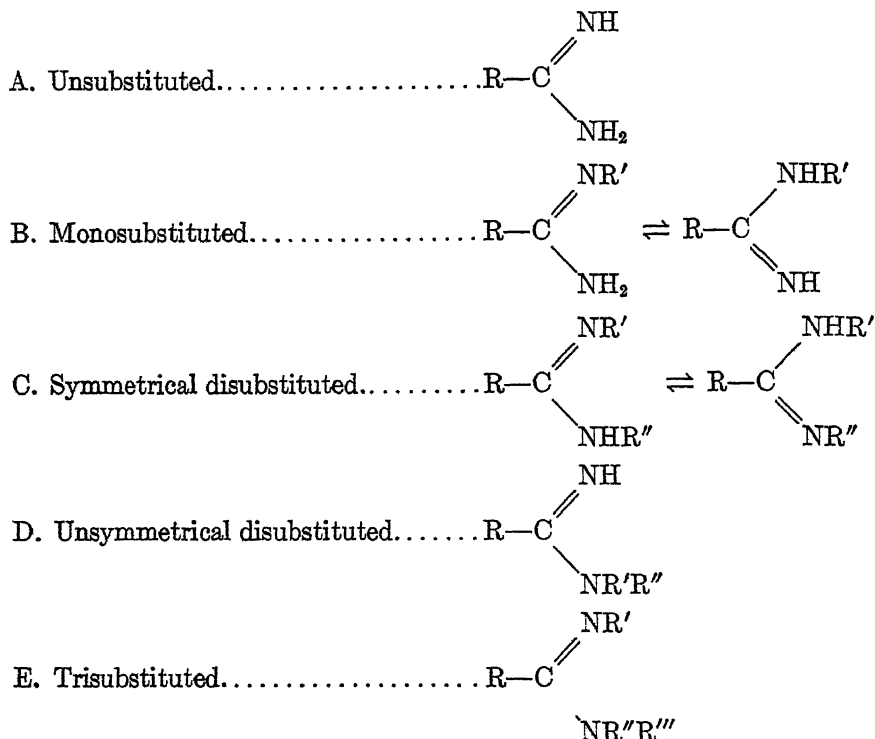 NH
A. Unsubstituted........................R—C
NH₂
NR′ NHR′
B. Monosubstituted....................R—C ⇌ R—C
NH₂ NH
NR′ NHR′
C. Symmetrical disubstituted..........R—C ⇌ R—C
NHR″ NR″
NH
D. Unsymmetrical disubstituted.......R—C
NR′R″
NR′
E. Trisubstituted......................R—C
NR″R‴